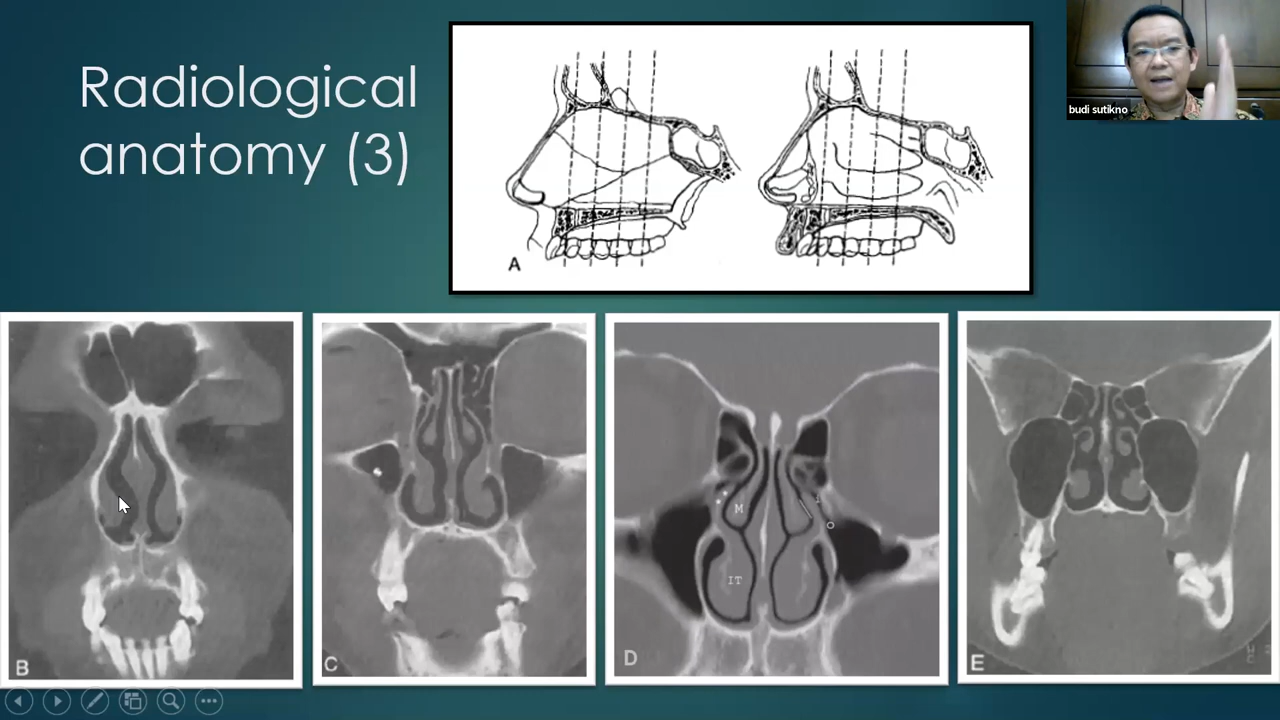 Radiological
anatomy (3)
budi sutikno
A
B
C
D
M
IT
O
E